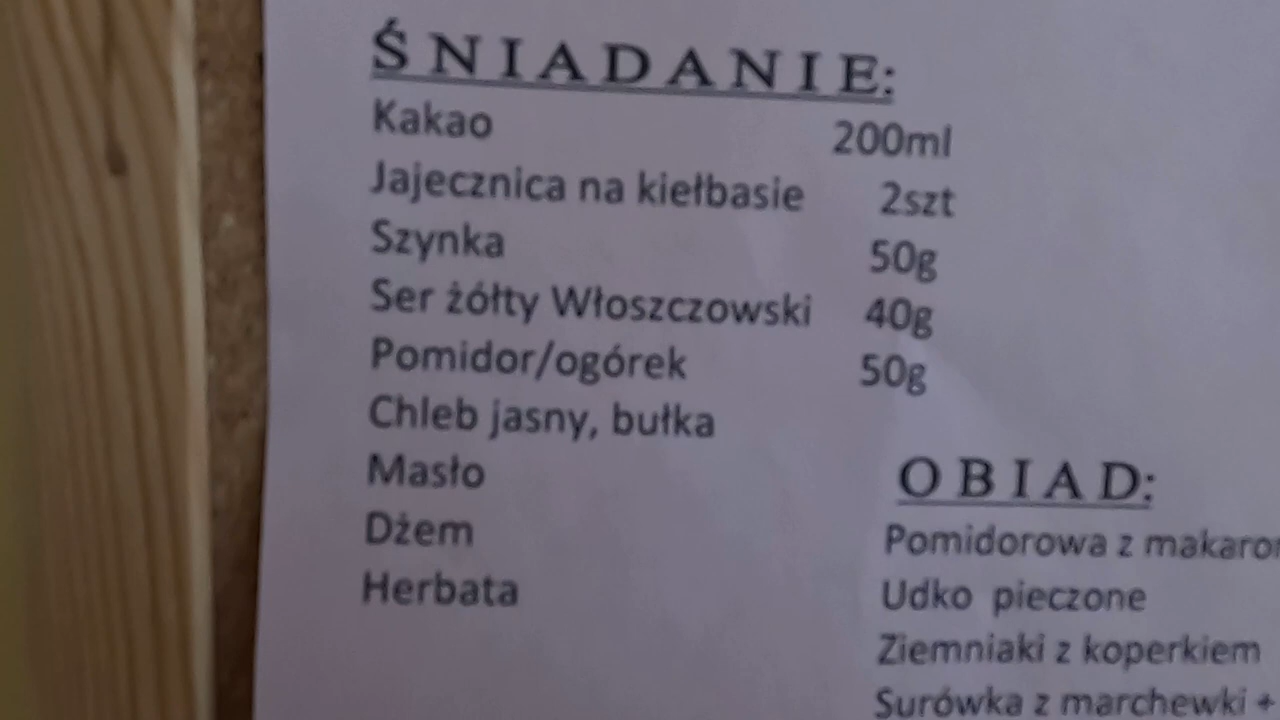 ŚNIADANIE:
Kakao 200ml
Jajecznica na kiełbasie 2szt
Szynka 50g
Ser żółty Włoszczowski 40g
Pomidor/ogórek 50g
Chleb jasny, bułka
Masło
Dżem
Herbata
OBIAD:
Pomidorowa z
Udko pieczone
Ziemniaki z koperkiem
Surówka z marchewki +